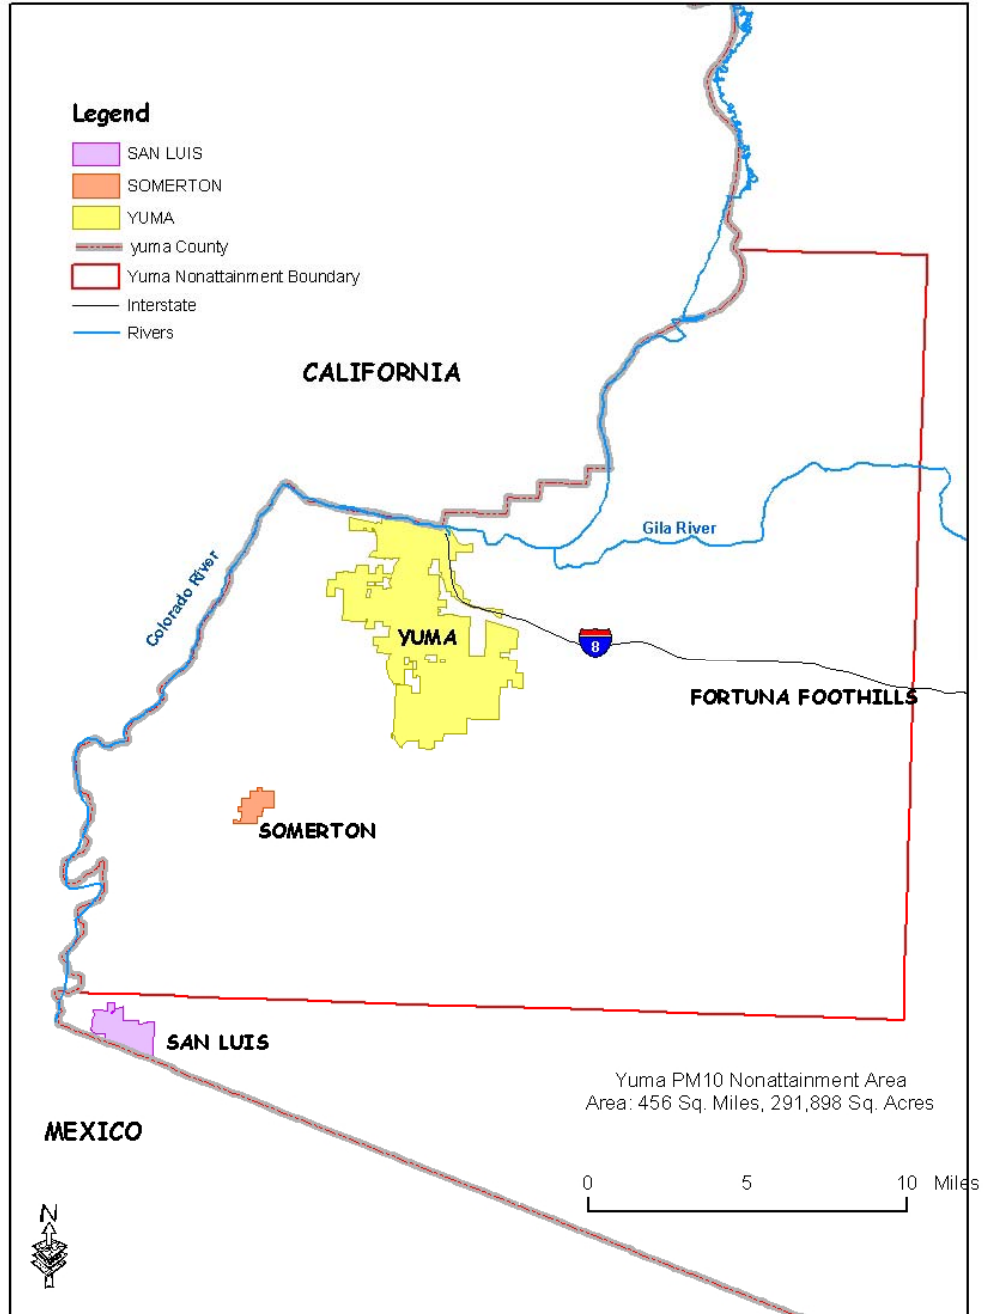 Legend
SAN LUIS
SOMERTON
YUMA
yuma County
Yuma Nonattainment Boundary
Interstate
Rivers
CALIFORNIA
Gila River
Colorado River
YUMA
8
FORTUNA FOOTHILLS
SOMERTON
SAN LUIS
Yuma PM10 Nonattainment Area
Area: 456 Sq. Miles, 291,898 Sq. Acres
MEXICO
0 5 10 Miles
N